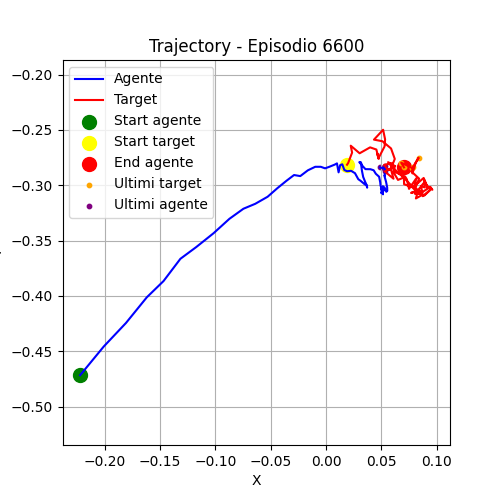 Trajectory - Episodio 6600
Agente
Target
Start agente
Start target
End agente
Ultimi target
Ultimi agente
−0.20
−0.25
−0.30
−0.35
−0.40
−0.45
−0.50
−0.20
−0.15
−0.10
−0.05
0.00
0.05
0.10
X